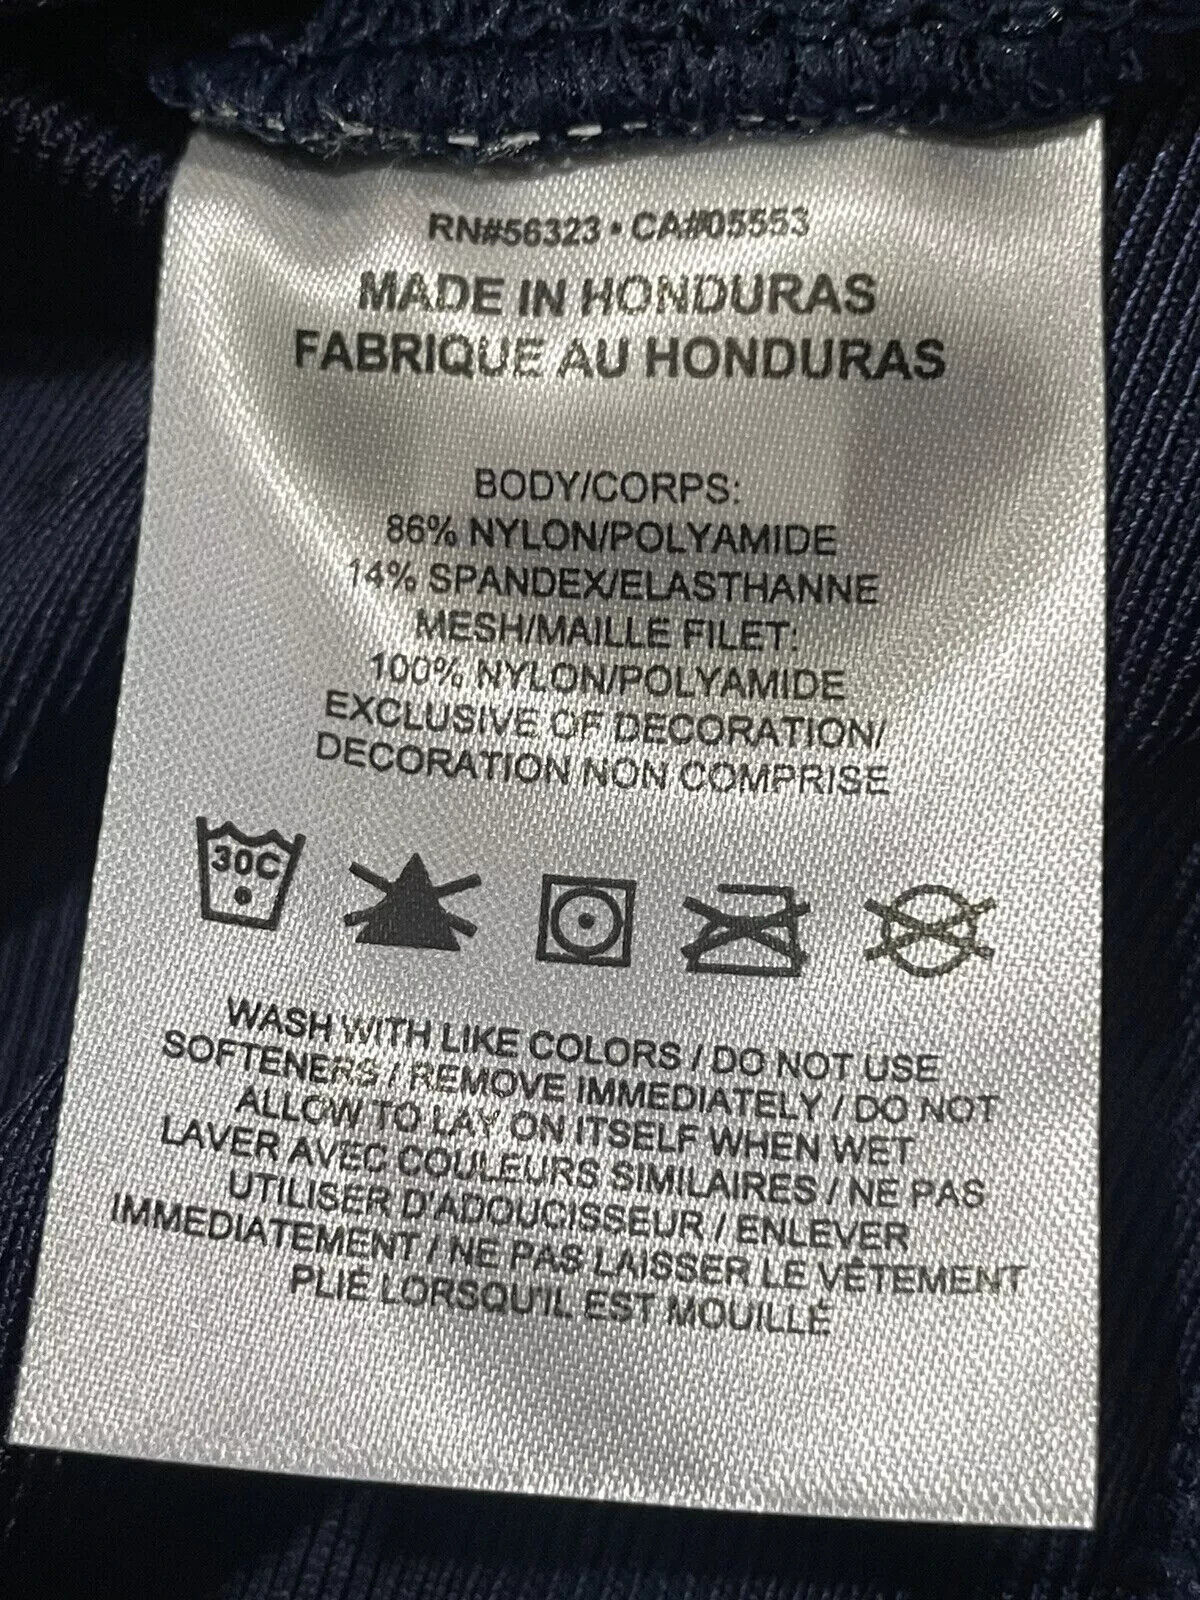 RN#56323 • CA#05553
MADE IN HONDURAS
FABRIQUE AU HONDURAS
BODY/CORPS:
86% NYLON/POLYAMIDE
14% SPANDEX/ELASTHANNE
MESH/MAILLE FILET:
100% NYLON/POLYAMIDE
EXCLUSIVE OF DECORATION/
DECORATION NON COMPRISE
30C
WASH WITH LIKE COLORS / DO NOT USE
SOFTENERS / REMOVE IMMEDIATELY / DO NOT
ALLOW TO LAY ON ITSELF WHEN WET
LAVER AVEC COULEURS SIMILAIRES / NE PAS
UTILISER D'ADOUCISSEUR / ENLEVER
IMMEDIATEMENT / NE PAS LAISSER LE VÊTEMENT
PLIÉ LORSQU'IL EST MOUILLÉ